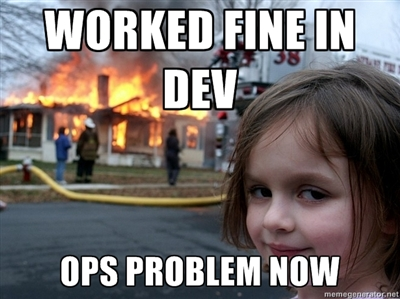 WORKED FINE IN
DEV
38
OPS PROBLEM NOW
memegenerator.net